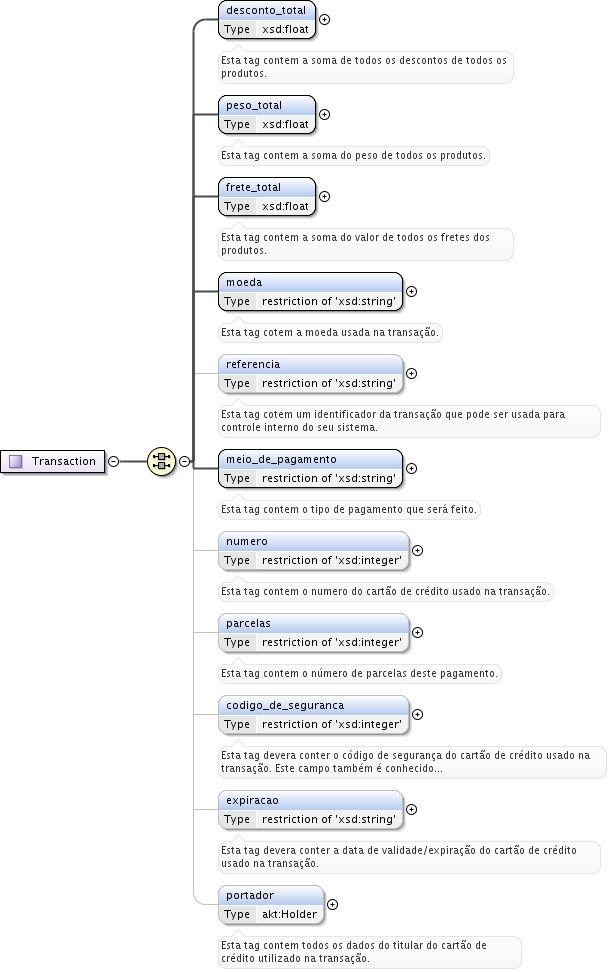 desconto_total
Type xsd:float
Esta tag contem a soma de todos os descontos de todos os
produtos.
peso_total
Type xsd:float
Esta tag contem a soma do peso de todos os produtos.
frete_total
Type xsd:float
Esta tag contem a soma do valor de todos os fretes dos
produtos.
moeda
Type restriction of 'xsd:string'
Esta tag cotem a moeda usada na transação.
referencia
Type restriction of 'xsd:string'
Esta tag cotem um identificador da transação que pode ser usada para
controle interno do seu sistema.
Transaction
meio_de_pagamento
Type restriction of 'xsd:string'
Esta tag contem o tipo de pagamento que será feito.
numero
Type restriction of 'xsd:integer'
Esta tag contem o numero do cartão de crédito usado na transação.
parcelas
Type restriction of 'xsd:integer'
Esta tag contem o número de parcelas deste pagamento.
codigo_de_seguranca
Type restriction of 'xsd:integer'
Esta tag devera conter o código de segurança do cartão de crédito usado na
transação. Este campo também é conhecido...
expiracao
Type restriction of 'xsd:string'
Esta tag devera conter a data de validade/expiração do cartão de crédito
usado na transação.
portador
Type akt:Holder
Esta tag contem todos os dados do titular do cartão de
crédito utilizado na transação.